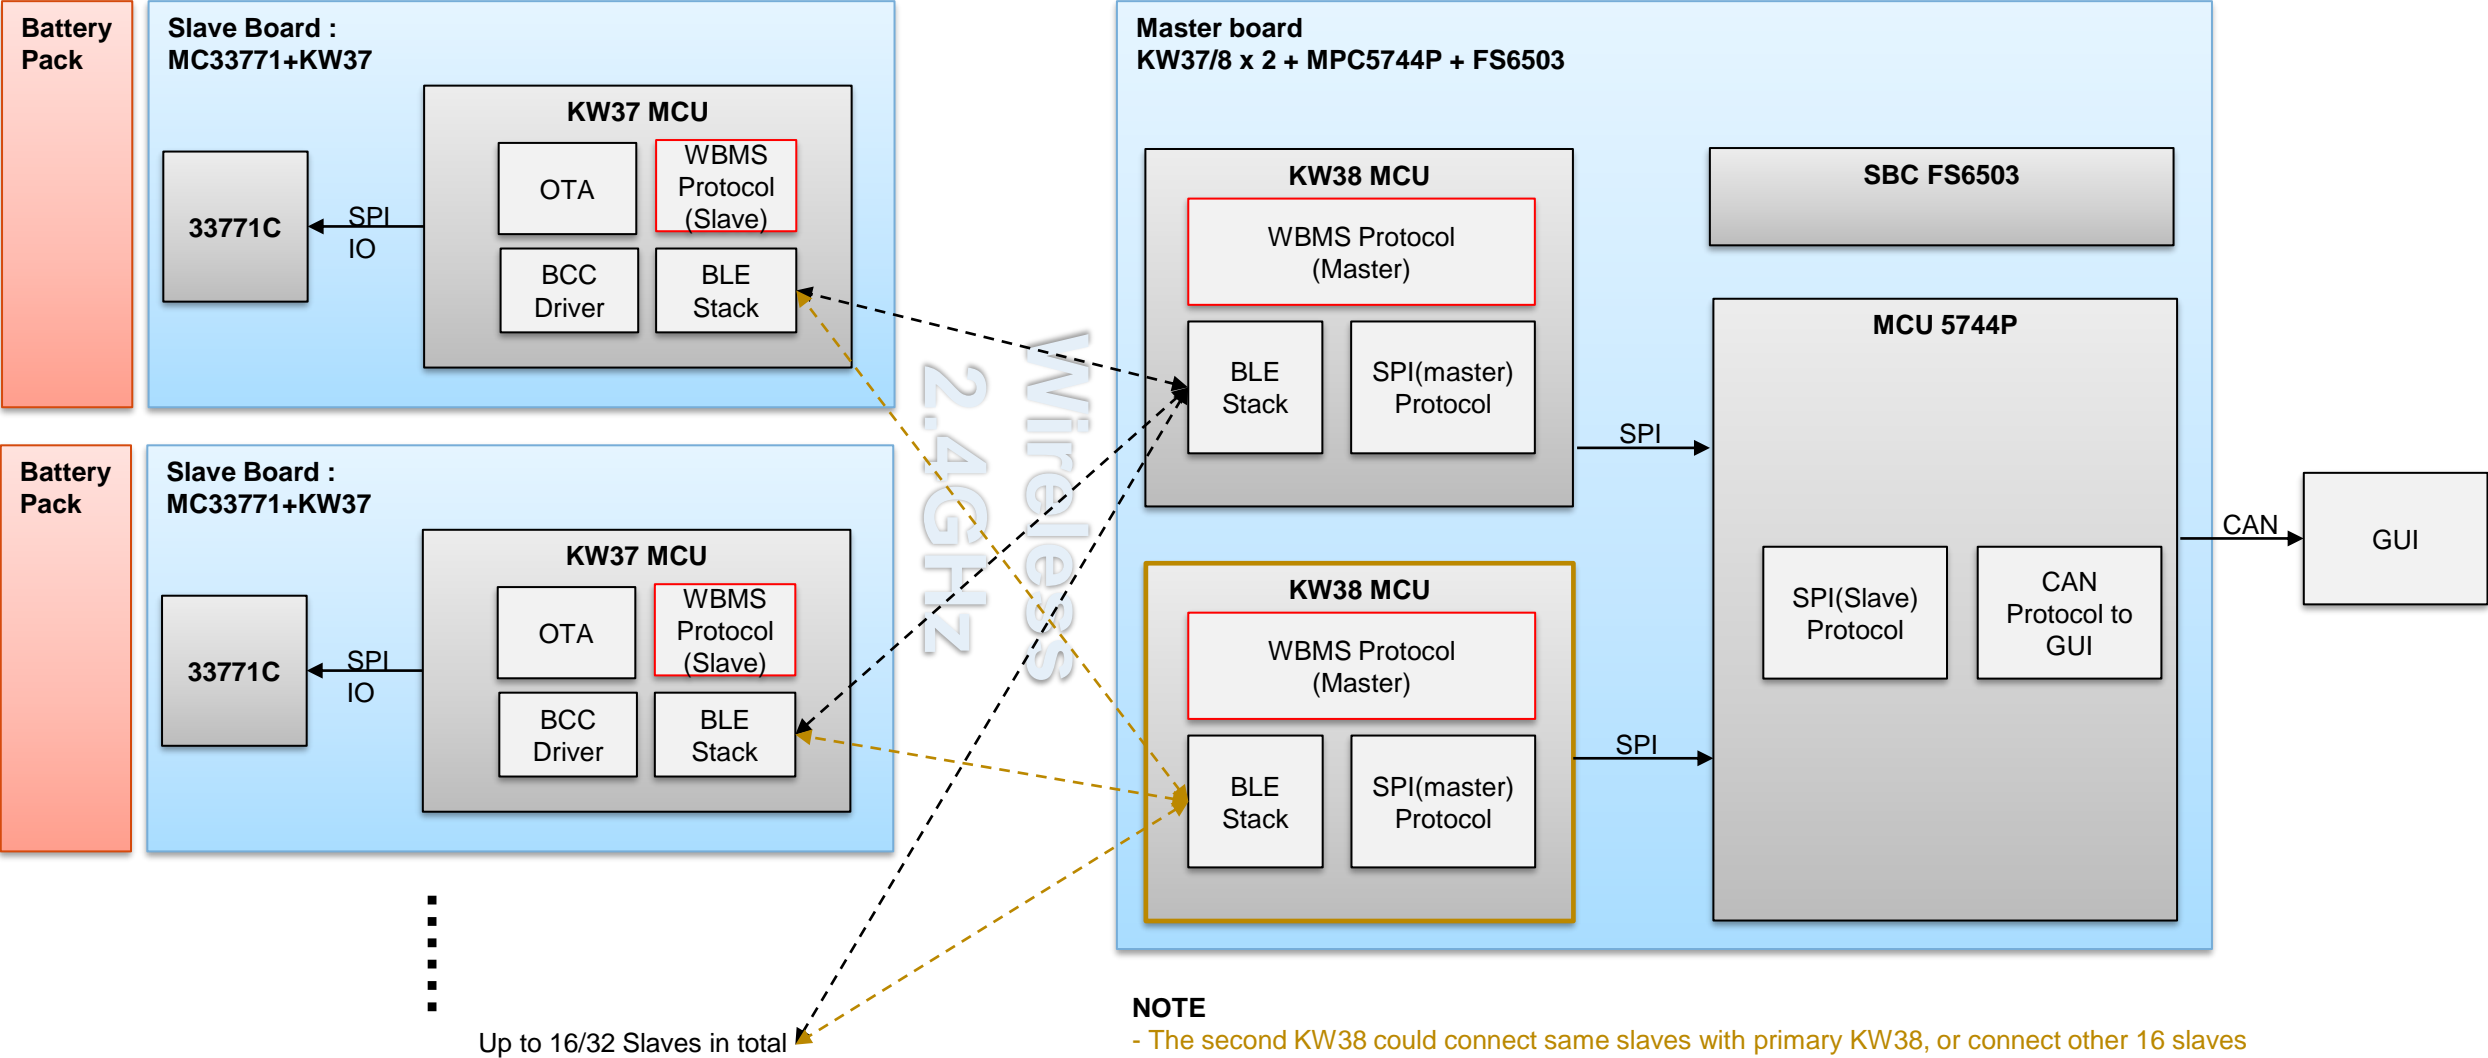 Battery
Pack
Slave Board :
MC33771+KW37
KW37 MCU
OTA
WBMS
Protocol
(Slave)
33771C
SPI
IO
BCC
Driver
BLE
Stack
Battery
Pack
Slave Board :
MC33771+KW37
KW37 MCU
OTA
WBMS
Protocol
(Slave)
33771C
SPI
IO
BCC
Driver
BLE
Stack
Up to 16/32 Slaves in total
Wireless
2.4GHz
Master board
KW37/8 x 2 + MPC5744P + FS6503
KW38 MCU
WBMS Protocol
(Master)
BLE
Stack
SPI(master)
Protocol
SPI
KW38 MCU
WBMS Protocol
(Master)
BLE
Stack
SPI(master)
Protocol
SPI
SBC FS6503
MCU 5744P
SPI(Slave)
Protocol
CAN
Protocol to
GUI
CAN
GUI
NOTE
- The second KW38 could connect same slaves with primary KW38, or connect other 16 slaves